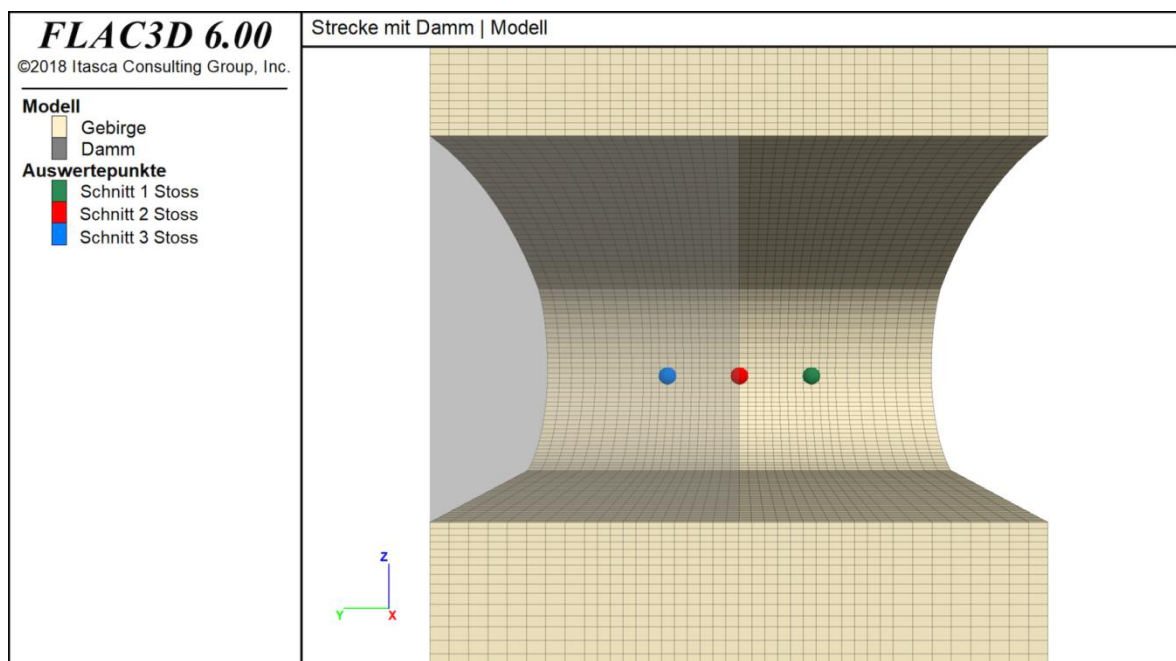 FLAC3D 6.00
©2018 Itasca Consulting Group, Inc.
Modell
Gebirge
Damm
Auswertepunkte
Schnitt 1 Stoss
Schnitt 2 Stoss
Schnitt 3 Stoss
Strecke mit Damm | Modell
Z
Y
X